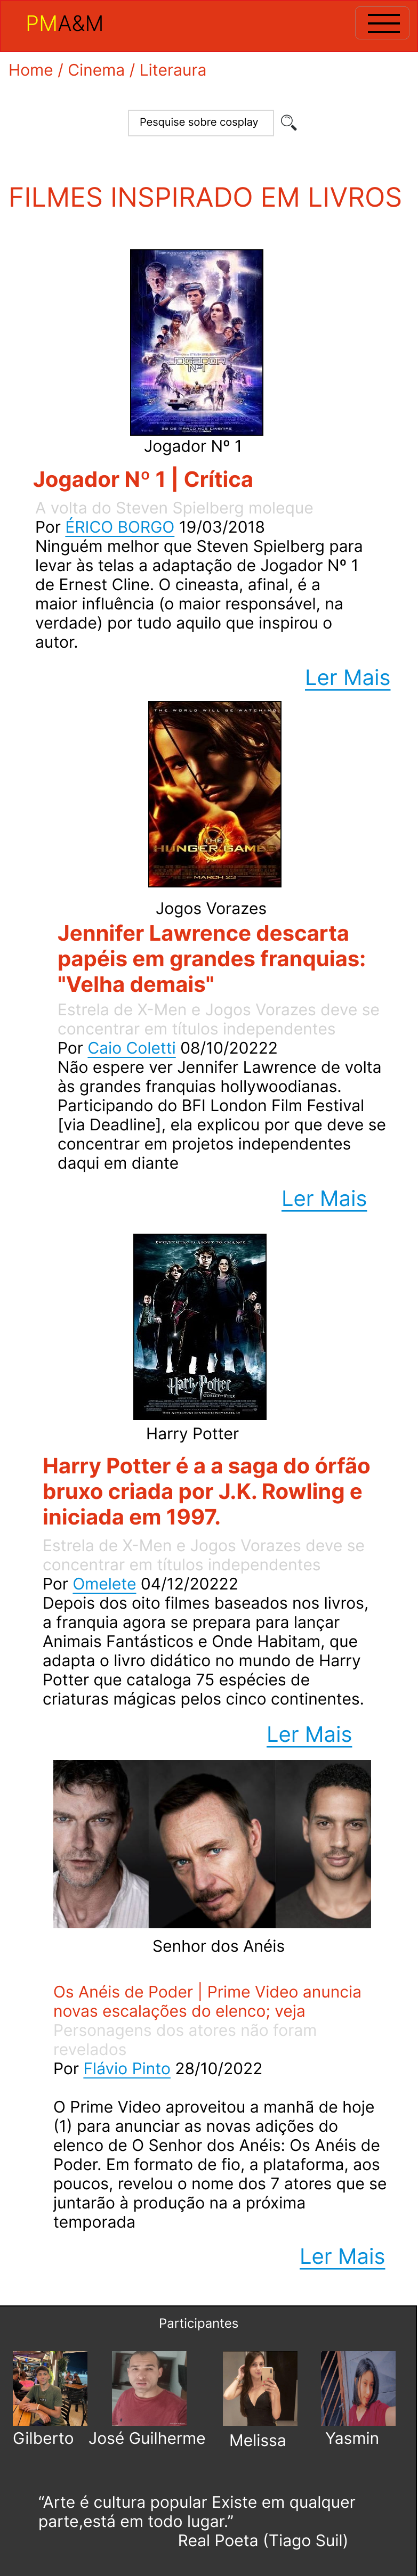 PMA&M
Home / Cinema / Literaura
Pesquise sobre cosplay
FILMES INSPIRADO EM LIVROS
JOGADOR
Nº1
29 DE MARÇO NOS CINEMAS
Jogador Nº 1
Jogador Nº 1 | Crítica
A volta do Steven Spielberg moleque
Por ÉRICO BORGO 19/03/2018
Ninguém melhor que Steven Spielberg para
levar às telas a adaptação de Jogador Nº 1
de Ernest Cline. O cineasta, afinal, é a
maior influência (o maior responsável, na
verdade) por tudo aquilo que inspirou o
autor.
Ler Mais
THE WORLD WILL BE WATCHING
THE
HUNGER GAMES
MARCH 23
Jogos Vorazes
Jennifer Lawrence descarta
papéis em grandes franquias:
"Velha demais"
Estrela de X-Men e Jogos Vorazes deve se
concentrar em títulos independentes
Por Caio Coletti 08/10/20222
Não espere ver Jennifer Lawrence de volta
às grandes franquias hollywoodianas.
Participando do BFI London Film Festival
[via Deadline], ela explicou por que deve se
concentrar em projetos independentes
daqui em diante
Ler Mais
EVERYTHING IS ABOUT TO CHANGE
Harry Potter
GOBLET OF FIRE
Harry Potter
Harry Potter é a a saga do órfão
bruxo criada por J.K. Rowling e
iniciada em 1997.
Estrela de X-Men e Jogos Vorazes deve se
concentrar em títulos independentes
Por Omelete 04/12/20222
Depois dos oito filmes baseados nos livros,
a franquia agora se prepara para lançar
Animais Fantásticos e Onde Habitam, que
adapta o livro didático no mundo de Harry
Potter que cataloga 75 espécies de
criaturas mágicas pelos cinco continentes.
Ler Mais
Senhor dos Anéis
Os Anéis de Poder | Prime Video anuncia
novas escalações do elenco; veja
Personagens dos atores não foram
revelados
Por Flávio Pinto 28/10/2022
O Prime Video aproveitou a manhã de hoje
(1) para anunciar as novas adições do
elenco de O Senhor dos Anéis: Os Anéis de
Poder. Em formato de fio, a plataforma, aos
poucos, revelou o nome dos 7 atores que se
juntarão à produção na a próxima
temporada
Ler Mais
Participantes
Gilberto José Guilherme Melissa Yasmin
“Arte é cultura popular Existe em qualquer
parte,está em todo lugar.”
Real Poeta (Tiago Suil)